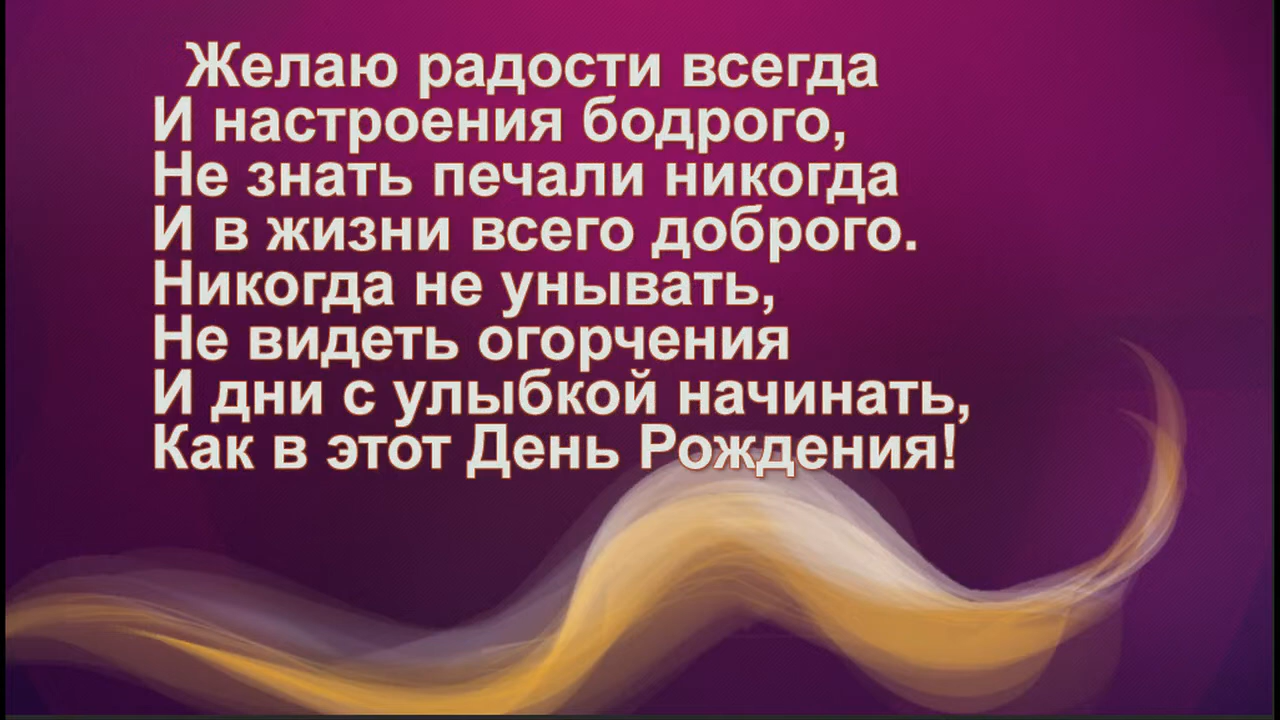 Желаю радости всегда
И настроения бодрого,
Не знать печали никогда
И в жизни всего доброго.
Никогда не унывать,
Не видеть огорчения
И дни с улыбкой начинать,
Как в этот День Рождения!